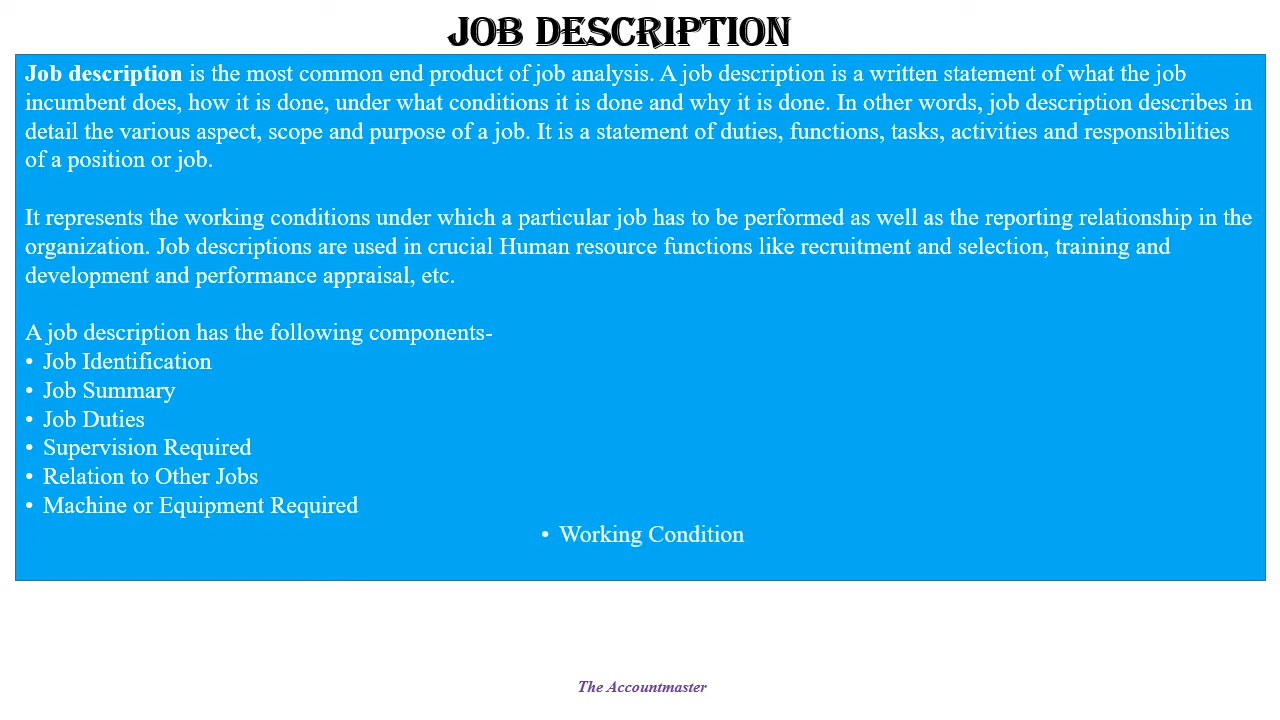 JOB DESCRIPTION
Job description is the most common end product of job analysis. A job description is a written statement of what the job
incumbent does, how it is done, under what conditions it is done and why it is done. In other words, job description describes in
detail the various aspect, scope and purpose of a job. It is a statement of duties, functions, tasks, activities and responsibilities
of a position or job.
It represents the working conditions under which a particular job has to be performed as well as the reporting relationship in the
organization. Job descriptions are used in crucial Human resource functions like recruitment and selection, training and
development and performance appraisal, etc.
A job description has the following components-
• Job Identification
• Job Summary
• Job Duties
• Supervision Required
• Relation to Other Jobs
• Machine or Equipment Required
• Working Condition
The Accountmaster